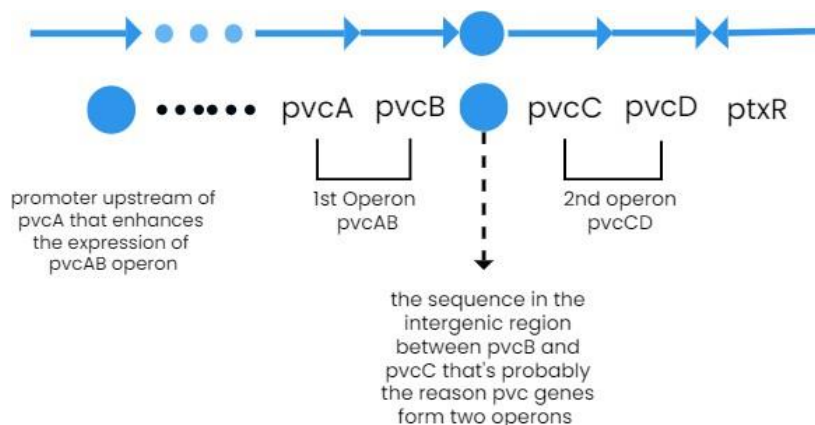 pvcA pvcB pvcC pvcD ptxR
promoter upstream of
pvcA that enhances
the expression of
pvcAB operon
1st Operon
pvcAB
2nd operon
pvcCD
the sequence in the
intergenic region
between pvcB and
pvcC that's probably
the reason pvc genes
form two operons